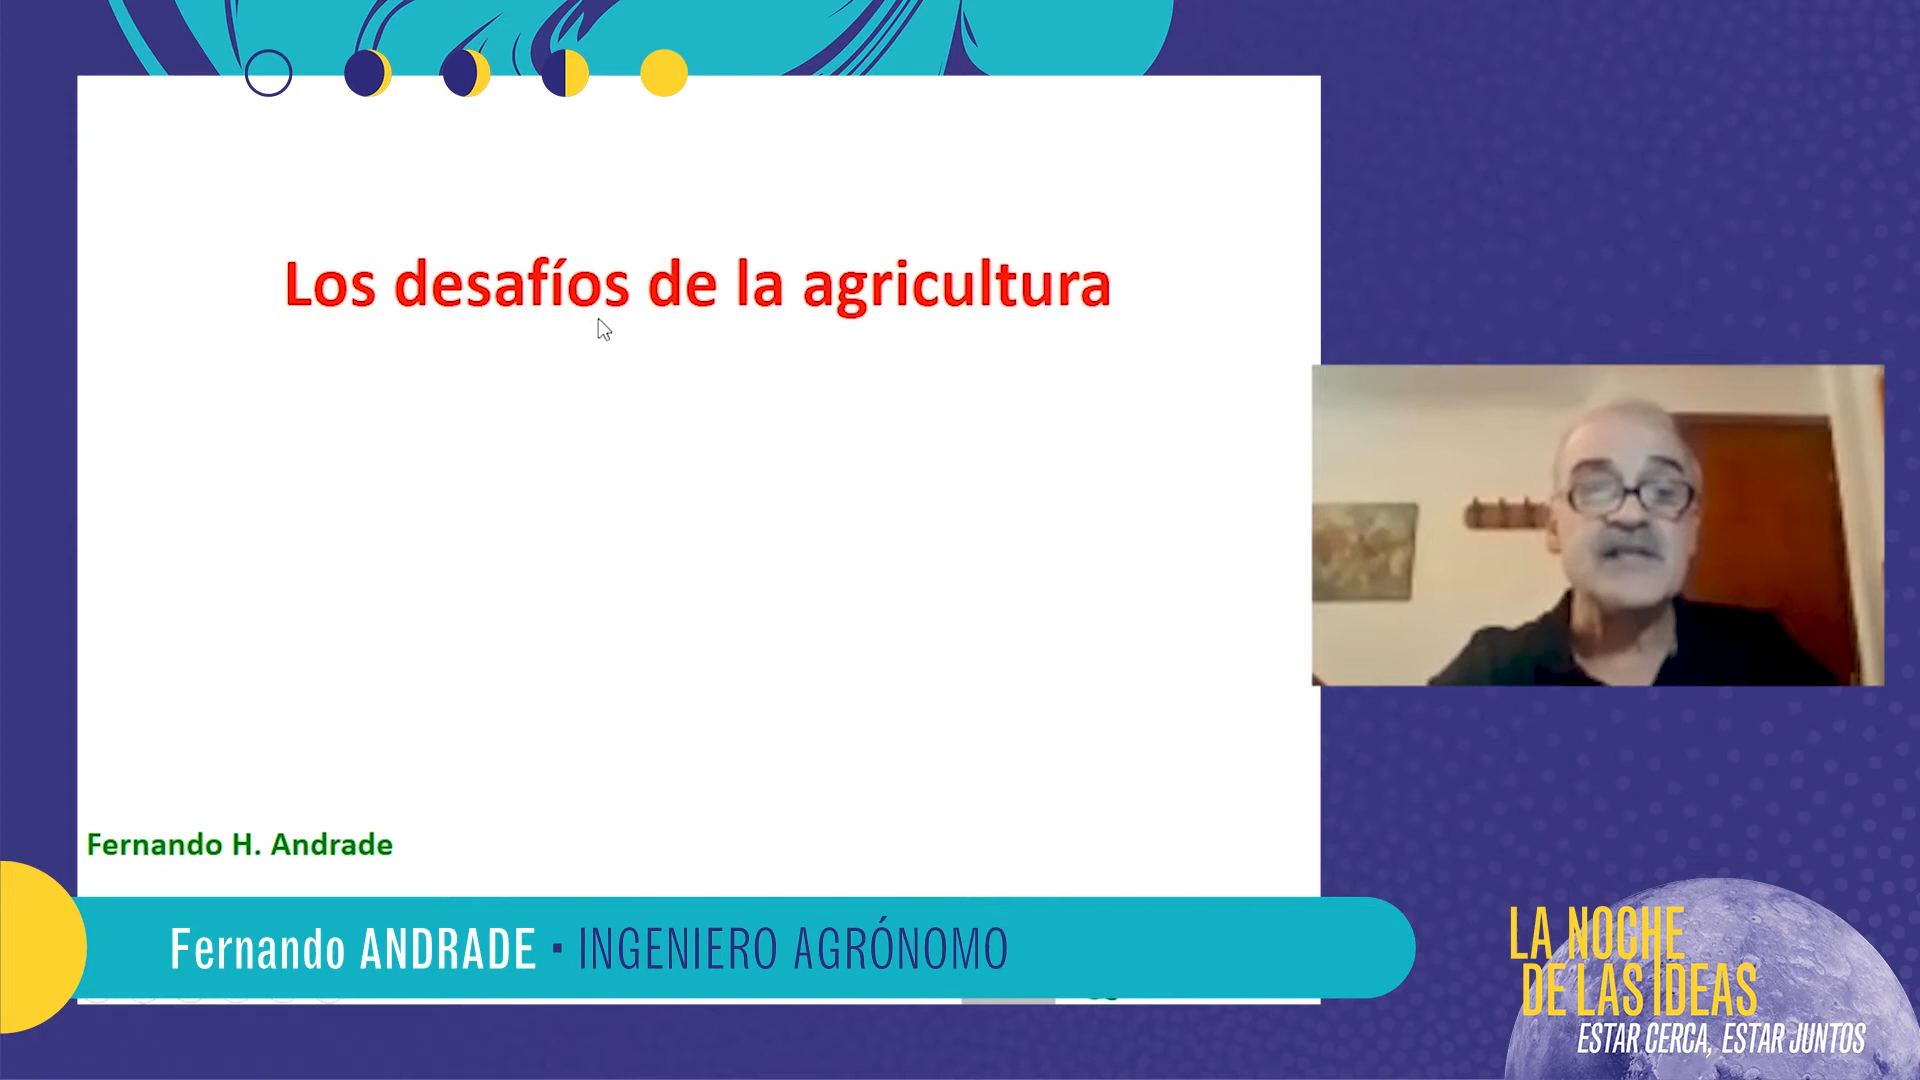 Los desafíos de la agricultura
Fernando H. Andrade
Fernando ANDRADE · INGENIERO AGRÓNOMO
LA NOCHE
DE LAS IDEAS
ESTAR CERCA, ESTAR JUNTOS